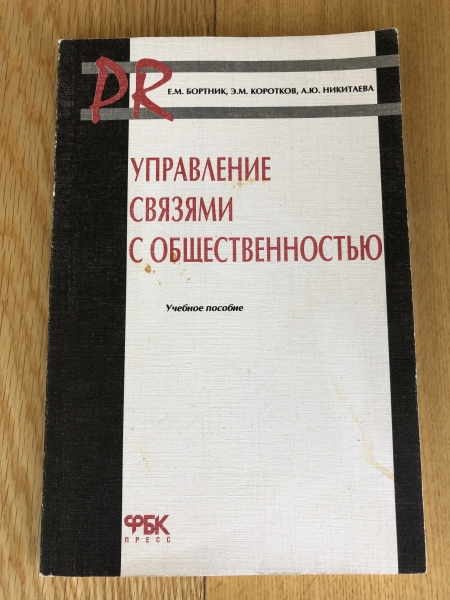 PR
Е.М. БОРТНИК, Э.М. КОРОТКОВ, А.Ю. НИКИТАЕВА
УПРАВЛЕНИЕ
СВЯЗЯМИ
С ОБЩЕСТВЕННОСТЬЮ
Учебное пособие
ФБК
ПРЕСС